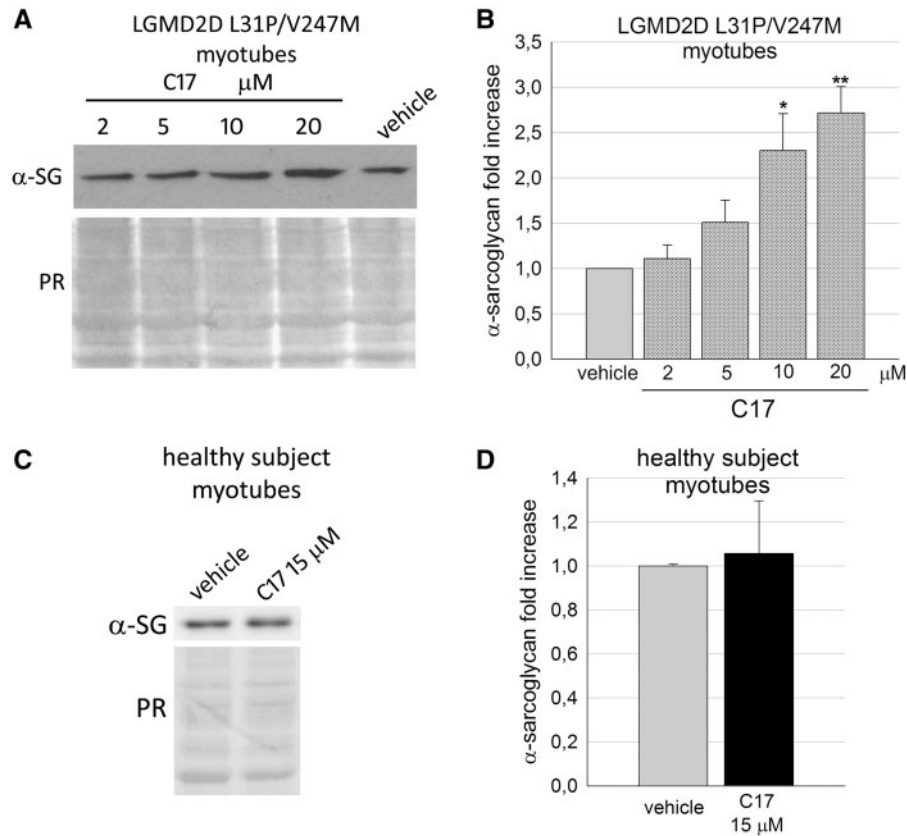 A
LGMD2D L31P/V247M
myotubes
C17 μM
2 5 10 20 vehicle
α-SG
PR
B
LGMD2D L31P/V247M
myotubes
α-sarcoglycan fold increase
3,5
3,0
2,5
2,0
1,5
1,0
0,5
0,0
* **
vehicle 2 5 10 20 μM
C17
C
healthy subject
myotubes
vehicle C17 15 μM
α-SG
PR
D
healthy subject
myotubes
α-sarcoglycan fold increase
1,4
1,2
1,0
0,8
0,6
0,4
0,2
0,0
vehicle C17
15 μM